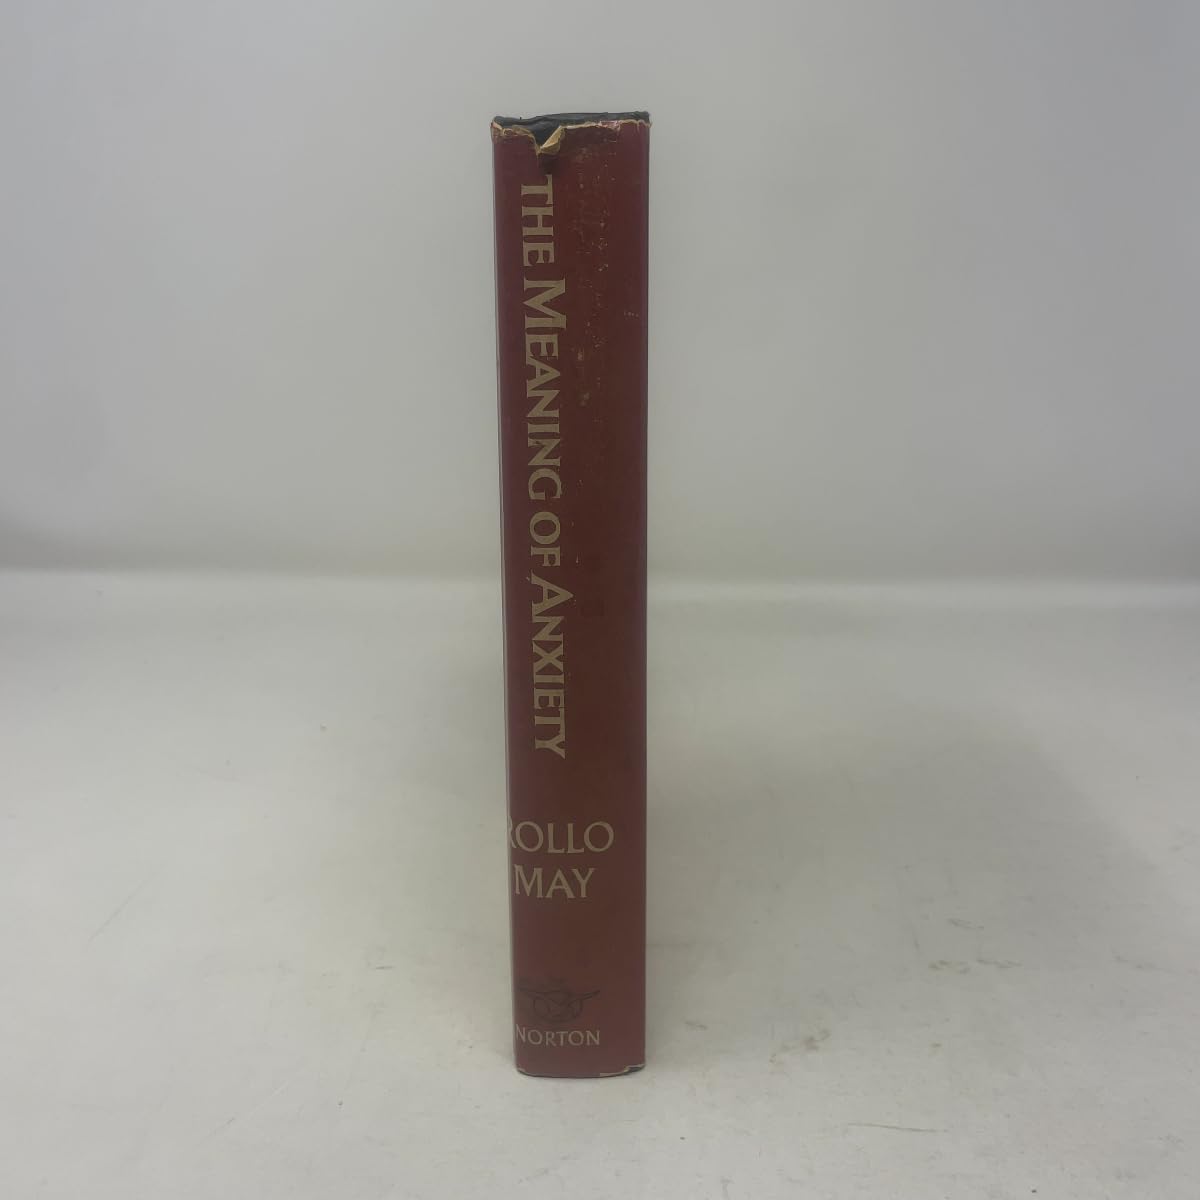 THE MEANING OF ANXIETY
ROLLO
MAY
NORTON